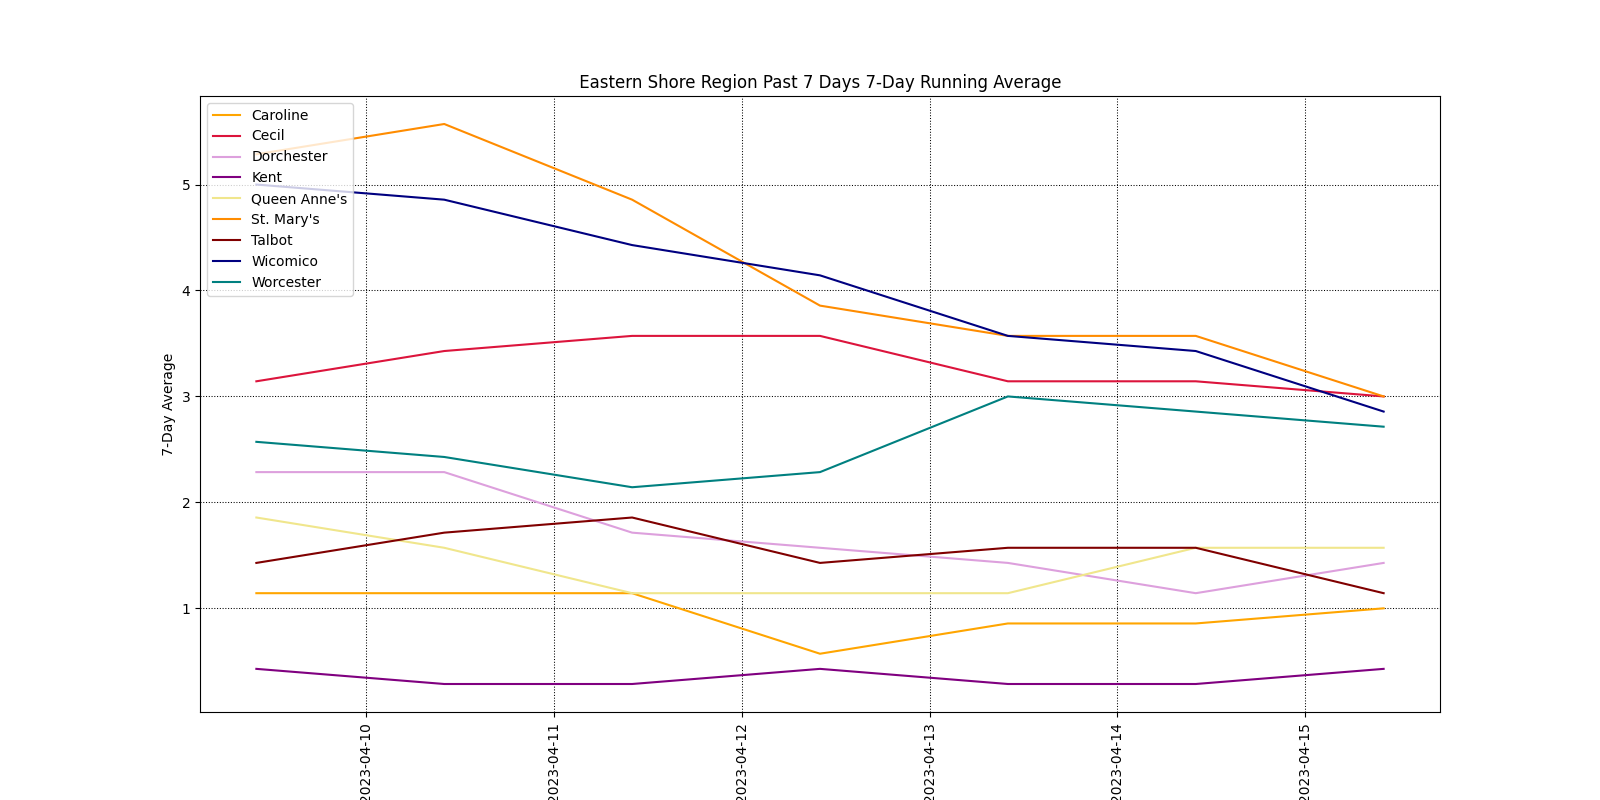 Eastern Shore Region Past 7 Days 7-Day Running Average
Caroline
Cecil
Dorchester
Kent
Queen Anne's
St. Mary's
Talbot
Wicomico
Worcester
7-Day Average
5
4
3
2
1
2023-04-10
2023-04-11
2023-04-12
2023-04-13
2023-04-14
2023-04-15